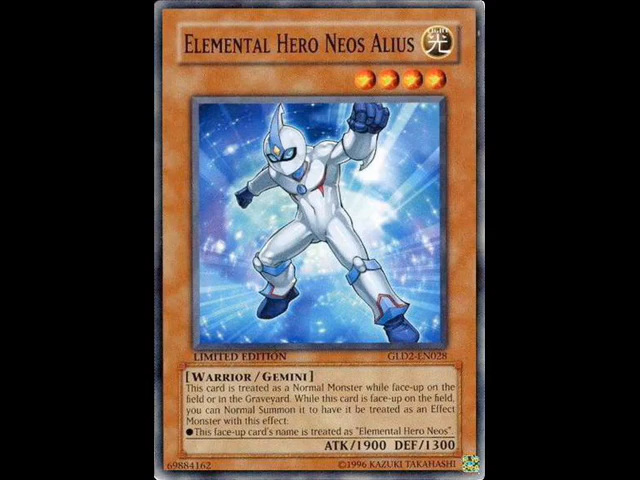 ELEMENTAL HERO NEOS ALIUS
LIGHT
光
LIMITED EDITION GLD2-EN028
[WARRIOR/GEMINI]
This card is treated as a Normal Monster while face-up on the
field or in the Graveyard. While this card is face-up on the field,
you can Normal Summon it to have it be treated as an Effect
Monster with this effect:
●This face-up card's name is treated as "Elemental Hero Neos".
ATK/1900 DEF/1300
69884162 ©1996 KAZUKI TAKAHASHI